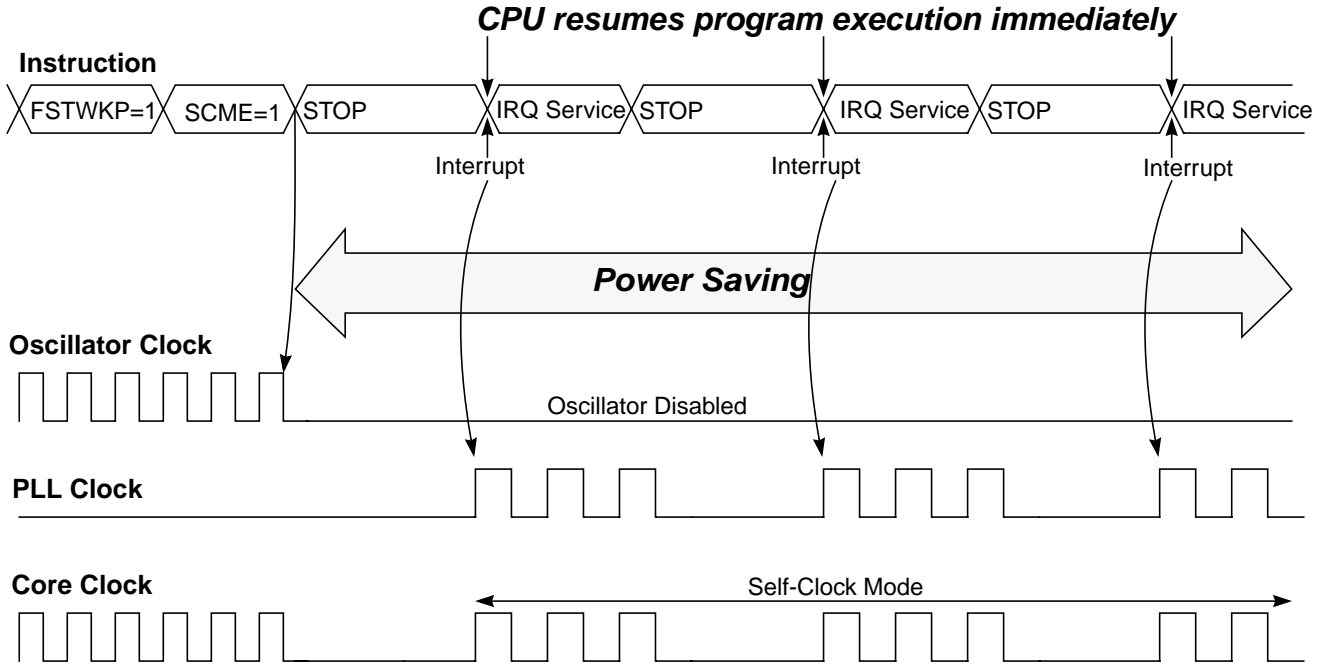 CPU resumes program execution immediately
Instruction
FSTWKP=1 SCME=1 STOP IRQ Service STOP IRQ Service STOP IRQ Service
Interrupt Interrupt Interrupt
Power Saving
Oscillator Clock
Oscillator Disabled
PLL Clock
Core Clock
Self-Clock Mode